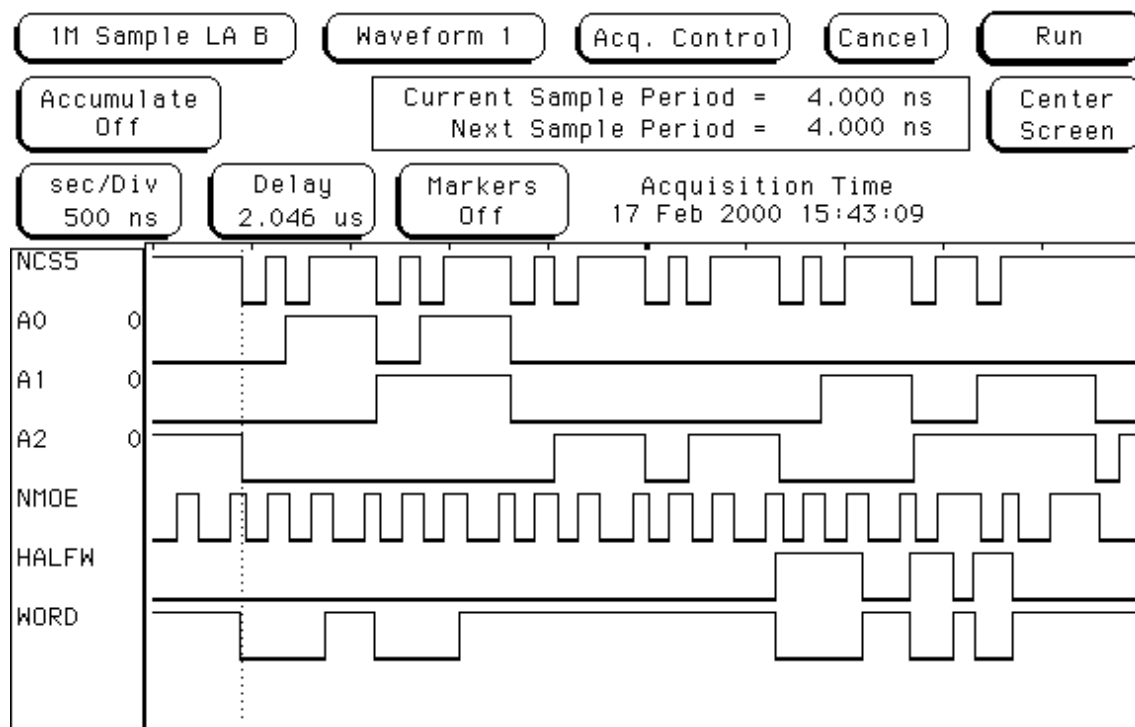 1M Sample LA B Waveform 1 Acq. Control Cancel Run
Accumulate Off
Current Sample Period = 4.000 ns
Next Sample Period = 4.000 ns
Center Screen
sec/Div 500 ns
Delay 2.046 us
Markers Off
Acquisition Time
17 Feb 2000 15:43:09
NCS5
A0 0
A1 0
A2 0
NMOE
HALFW
WORD